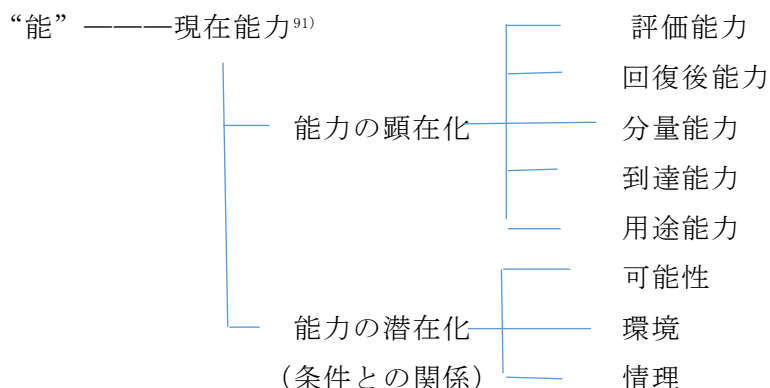 “能” ———現在能力91)
評価能力
回復後能力
能力の顕在化
分量能力
到達能力
用途能力
可能性
能力の潜在化
環境
（条件との関係）
情理